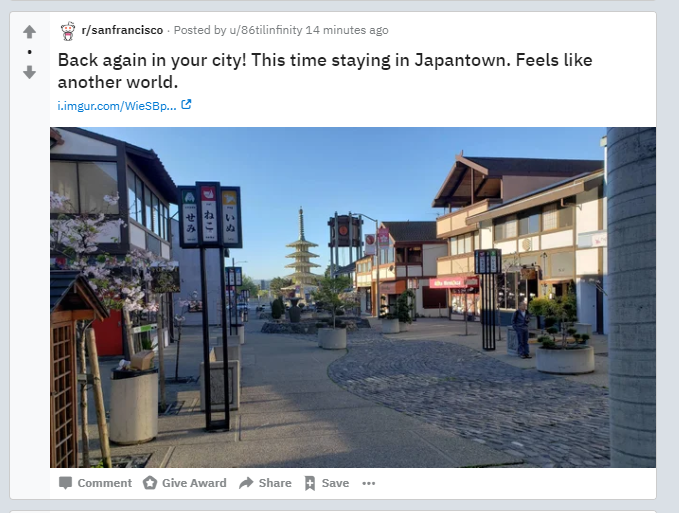 r/sanfrancisco · Posted by u/86tilinfinity 14 minutes ago
Back again in your city! This time staying in Japantown. Feels like
another world.
i.imgur.com/WieSBp...
せみ
ねこ
いぬ
Comment
Give Award
Share
Save